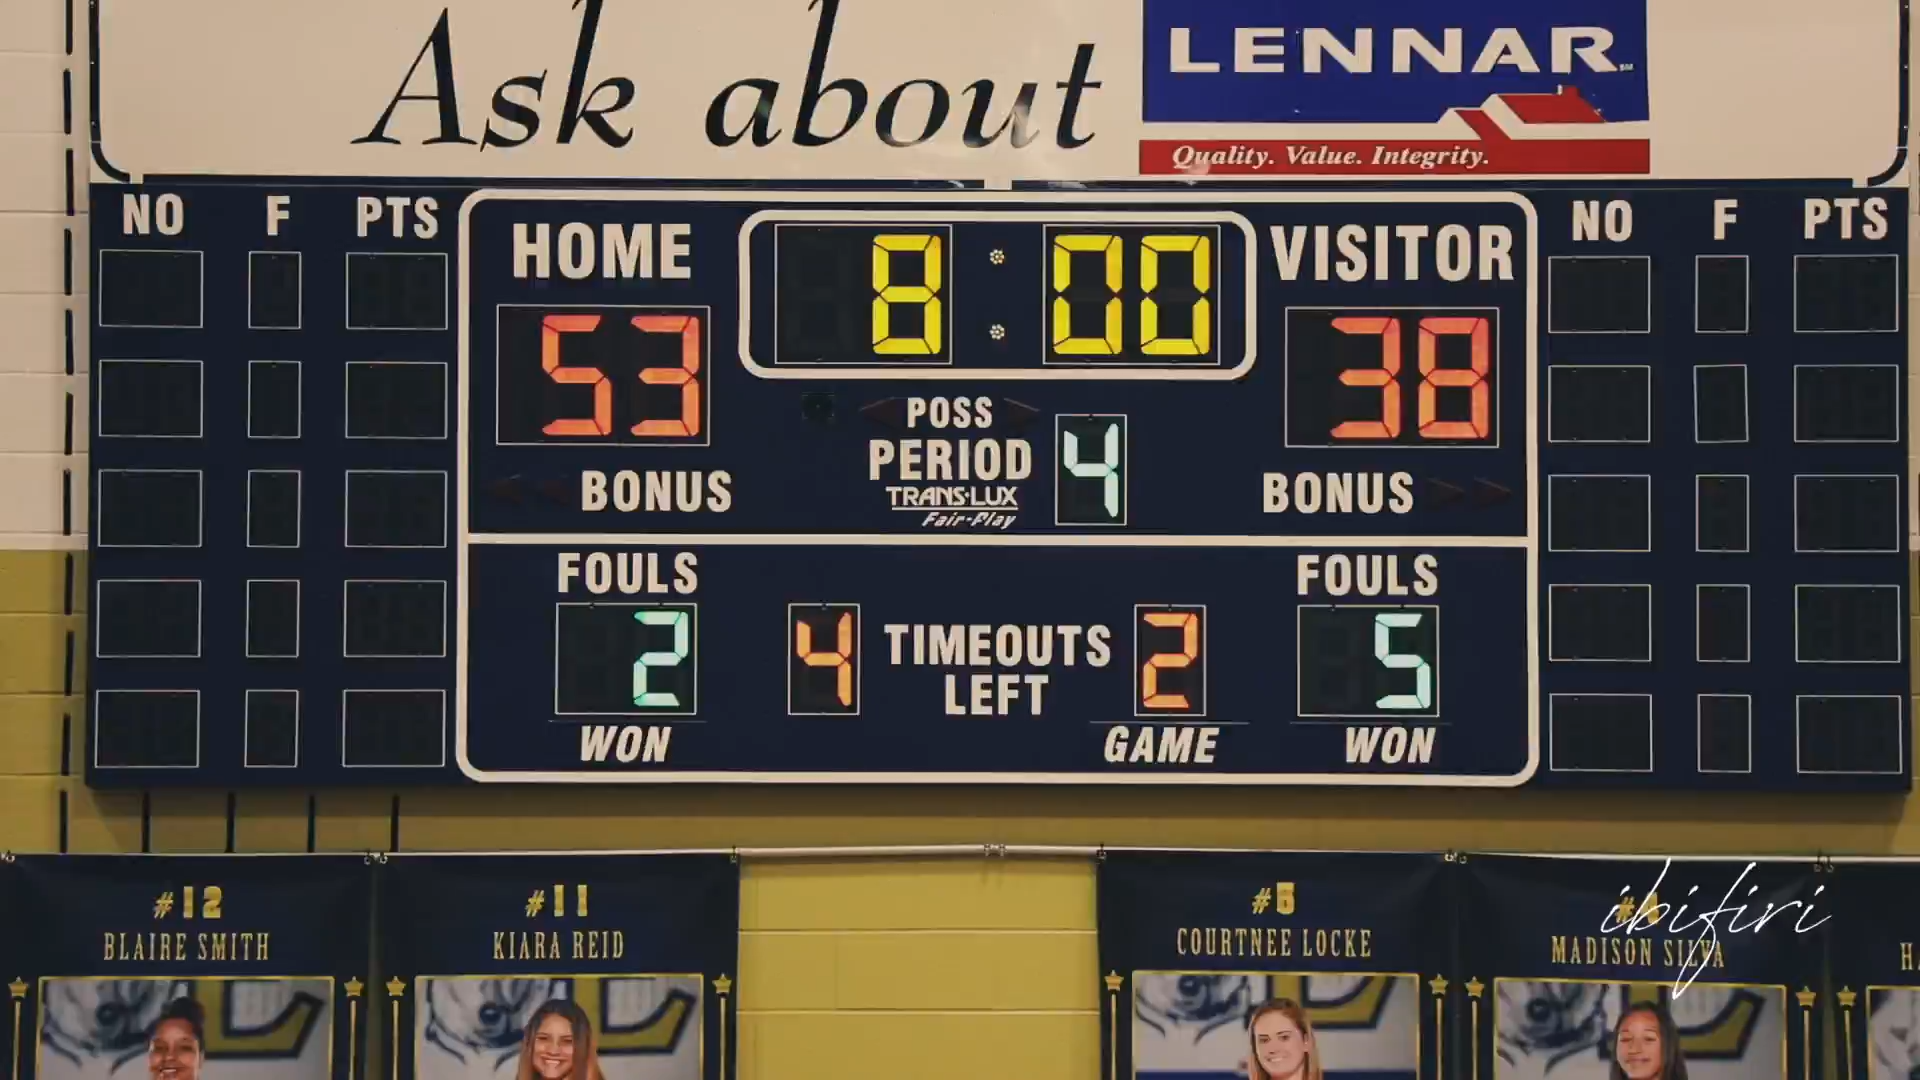 Ask about
LENNAR
Quality. Value. Integrity.
NO F PTS
HOME
8:00
VISITOR
NO F PTS
53
38
POSS
PERIOD 4
TRANS-LUX
Fair-Play
BONUS
BONUS
FOULS
FOULS
2
4
TIMEOUTS
LEFT
2
5
WON
GAME
WON
#12
BLAIRE SMITH
#11
KIARA REID
#5
COURTNEE LOCKE
MADISON SILVA
ibifiri